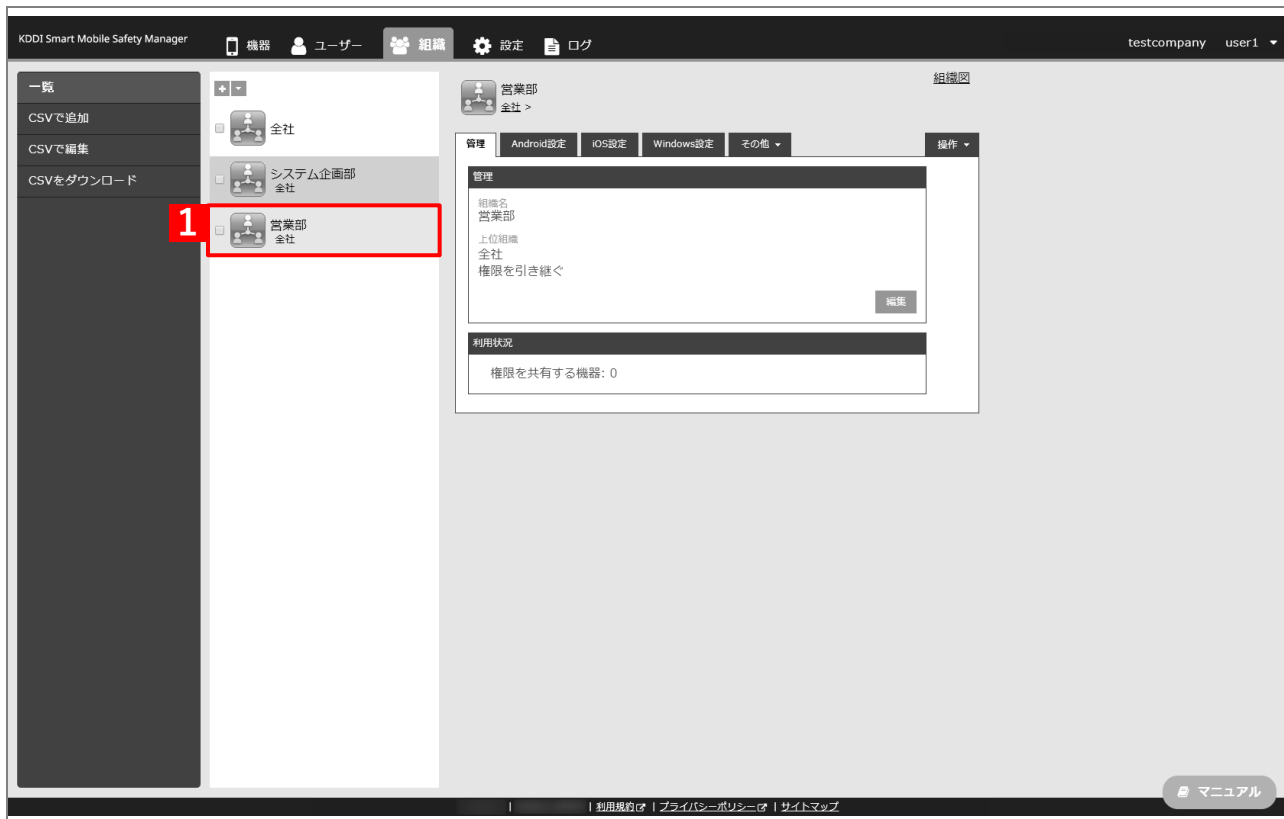 KDDI Smart Mobile Safety Manager
機器
ユーザー
組織
設定
ログ
testcompany user1
一覧
CSVで追加
CSVで編集
CSVをダウンロード
全社
システム企画部
全社
1
営業部
全社
営業部
全社 >
組織図
管理
Android設定
iOS設定
Windows設定
その他
操作
管理
組織名
営業部
上位組織
全社
権限を引き継ぐ
編集
利用状況
権限を共有する機器: 0
マニュアル
| | 利用規約 | プライバシーポリシー | サイトマップ